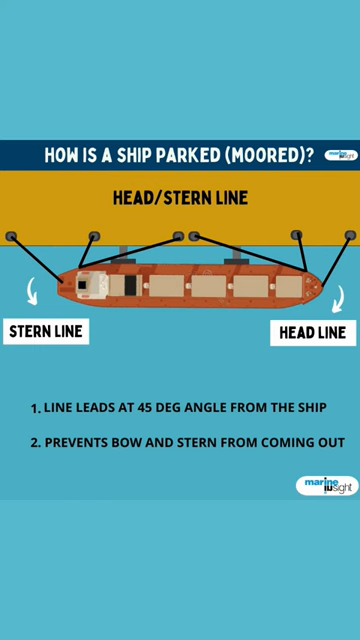 HOW IS A SHIP PARKED (MOORED)?
marine insight
HEAD/STERN LINE
STERN LINE
HEAD LINE
1. LINE LEADS AT 45 DEG ANGLE FROM THE SHIP
2. PREVENTS BOW AND STERN FROM COMING OUT
marine
insight